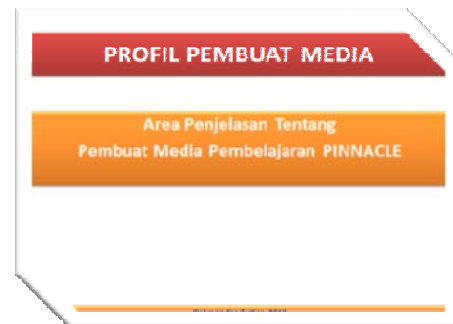 PROFIL PEMBUAT MEDIA
Area Penjelasan Tentang
Pembuat Media Pembelajaran PINNACLE